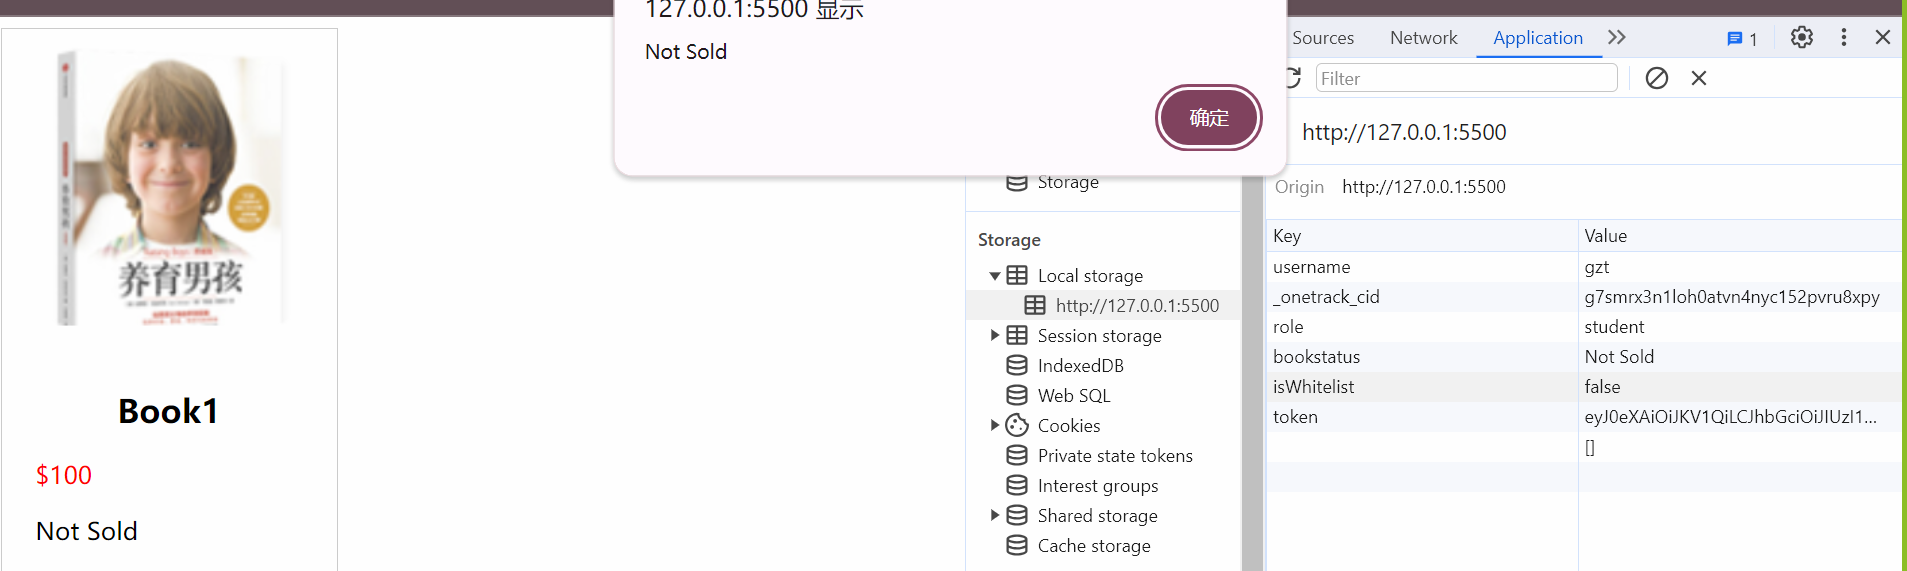 127.0.0.1:5500 显示
Not Sold
确定
养育男孩
Book1
$100
Not Sold
Sources Network Application 1
Filter
http://127.0.0.1:5500
Origin http://127.0.0.1:5500
Storage
Storage
Local storage
http://127.0.0.1:5500
Session storage
IndexedDB
Web SQL
Cookies
Private state tokens
Interest groups
Shared storage
Cache storage
Key Value
username gzt
_onetrack_cid g7smrx3n1loh0atvn4nyc152pvru8xpy
role student
bookstatus Not Sold
isWhitelist false
token eyJ0eXAiOiJKV1QiLCJhbGciOiJIUzI1...
[]